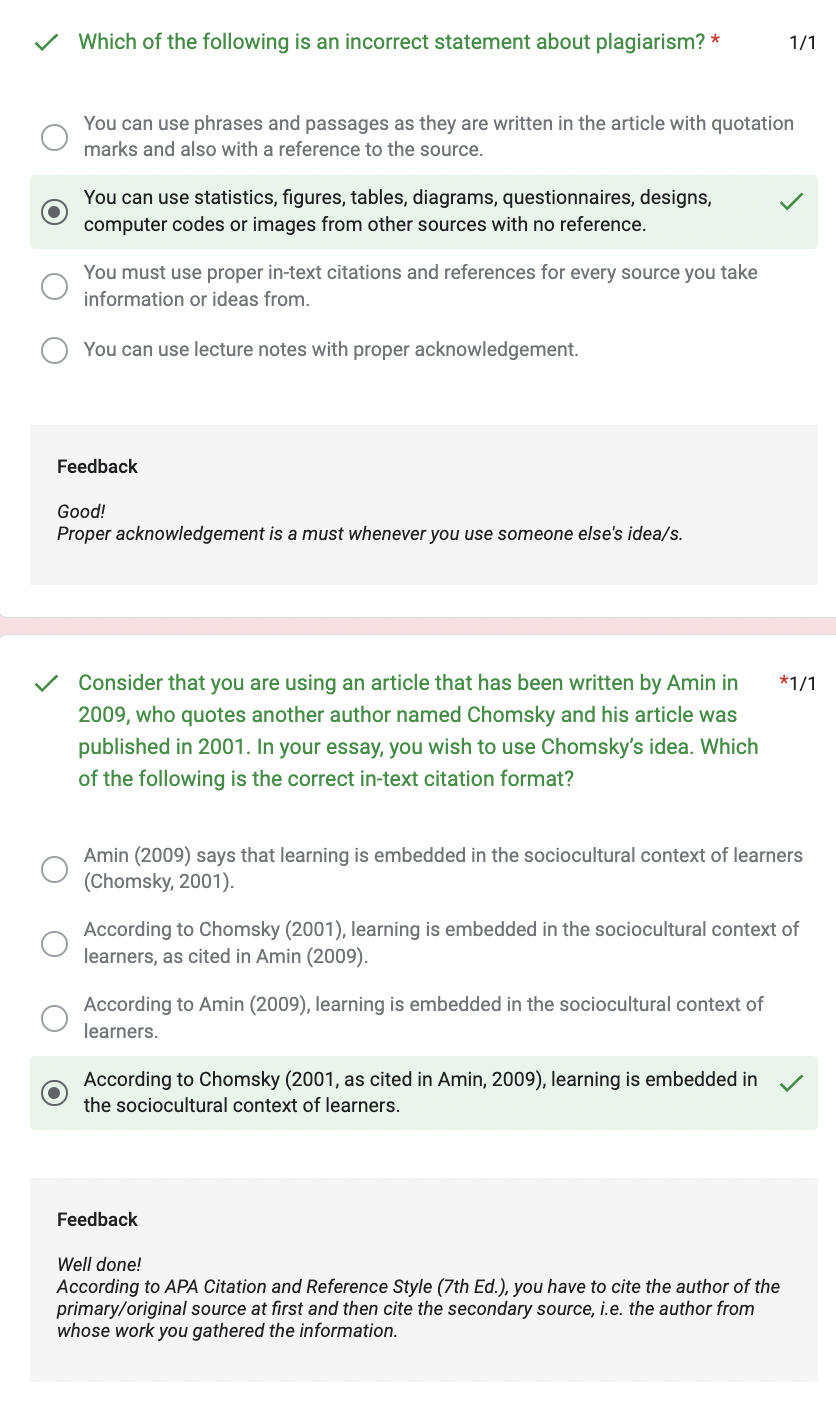 Which of the following is an incorrect statement about plagiarism? * 1/1
You can use phrases and passages as they are written in the article with quotation
marks and also with a reference to the source.
You can use statistics, figures, tables, diagrams, questionnaires, designs,
computer codes or images from other sources with no reference.
You must use proper in-text citations and references for every source you take
information or ideas from.
You can use lecture notes with proper acknowledgement.
Feedback
Good!
Proper acknowledgement is a must whenever you use someone else's idea/s.
Consider that you are using an article that has been written by Amin in *1/1
2009, who quotes another author named Chomsky and his article was
published in 2001. In your essay, you wish to use Chomsky’s idea. Which
of the following is the correct in-text citation format?
Amin (2009) says that learning is embedded in the sociocultural context of learners
(Chomsky, 2001).
According to Chomsky (2001), learning is embedded in the sociocultural context of
learners, as cited in Amin (2009).
According to Amin (2009), learning is embedded in the sociocultural context of
learners.
According to Chomsky (2001, as cited in Amin, 2009), learning is embedded in
the sociocultural context of learners.
Feedback
Well done!
According to APA Citation and Reference Style (7th Ed.), you have to cite the author of the
primary/original source at first and then cite the secondary source, i.e. the author from
whose work you gathered the information.